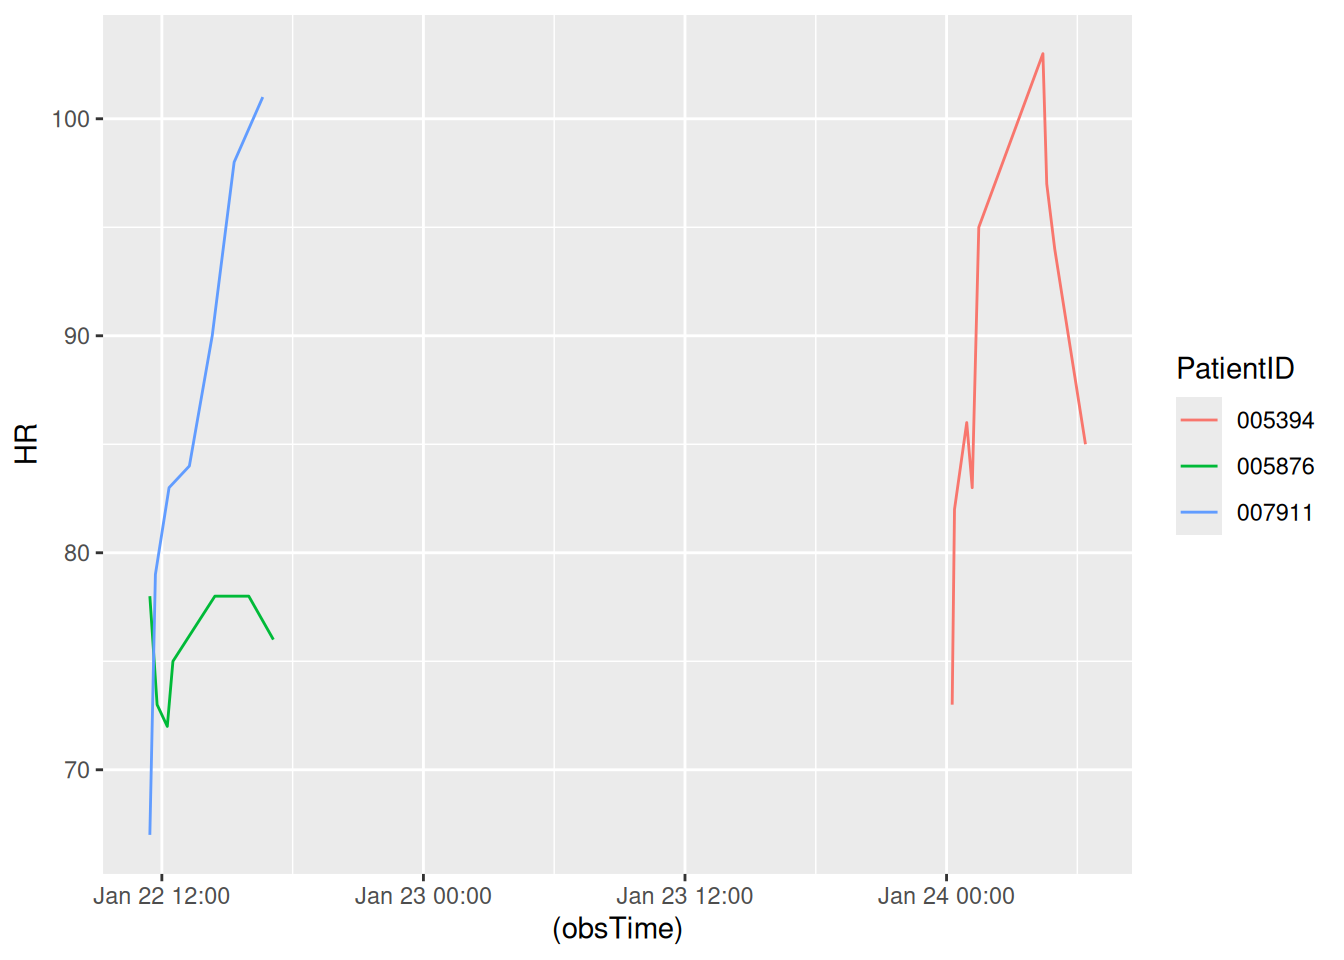 100
90
80
70
HR
Jan 22 12:00
Jan 23 00:00
Jan 23 12:00
Jan 24 00:00
(obsTime)
PatientID
005394
005876
007911